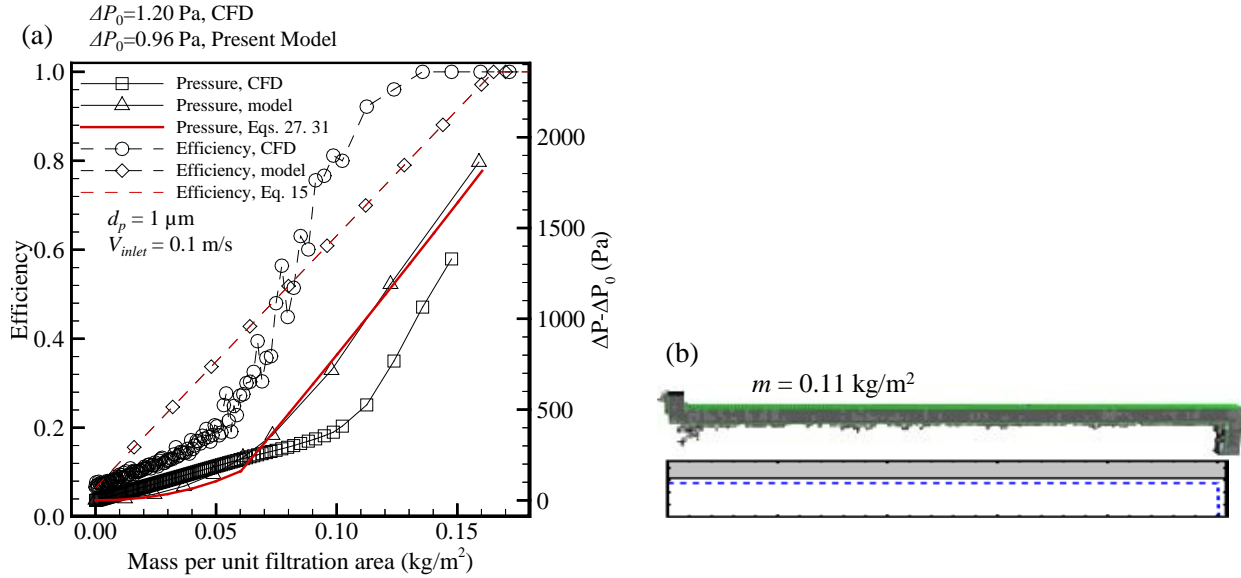 ΔP₀=1.20 Pa, CFD
(a)
ΔP₀=0.96 Pa, Present Model
1.0
0.8
0.6
0.4
0.2
0.0
Efficiency
Pressure, CFD
Pressure, model
Pressure, Eqs. 27. 31
Efficiency, CFD
Efficiency, model
Efficiency, Eq. 15
dₚ = 1 µm
V_inlet = 0.1 m/s
2000
1500
1000
500
0
ΔP-ΔP₀ (Pa)
0.00 0.05 0.10 0.15
Mass per unit filtration area (kg/m²)
(b)
m = 0.11 kg/m²